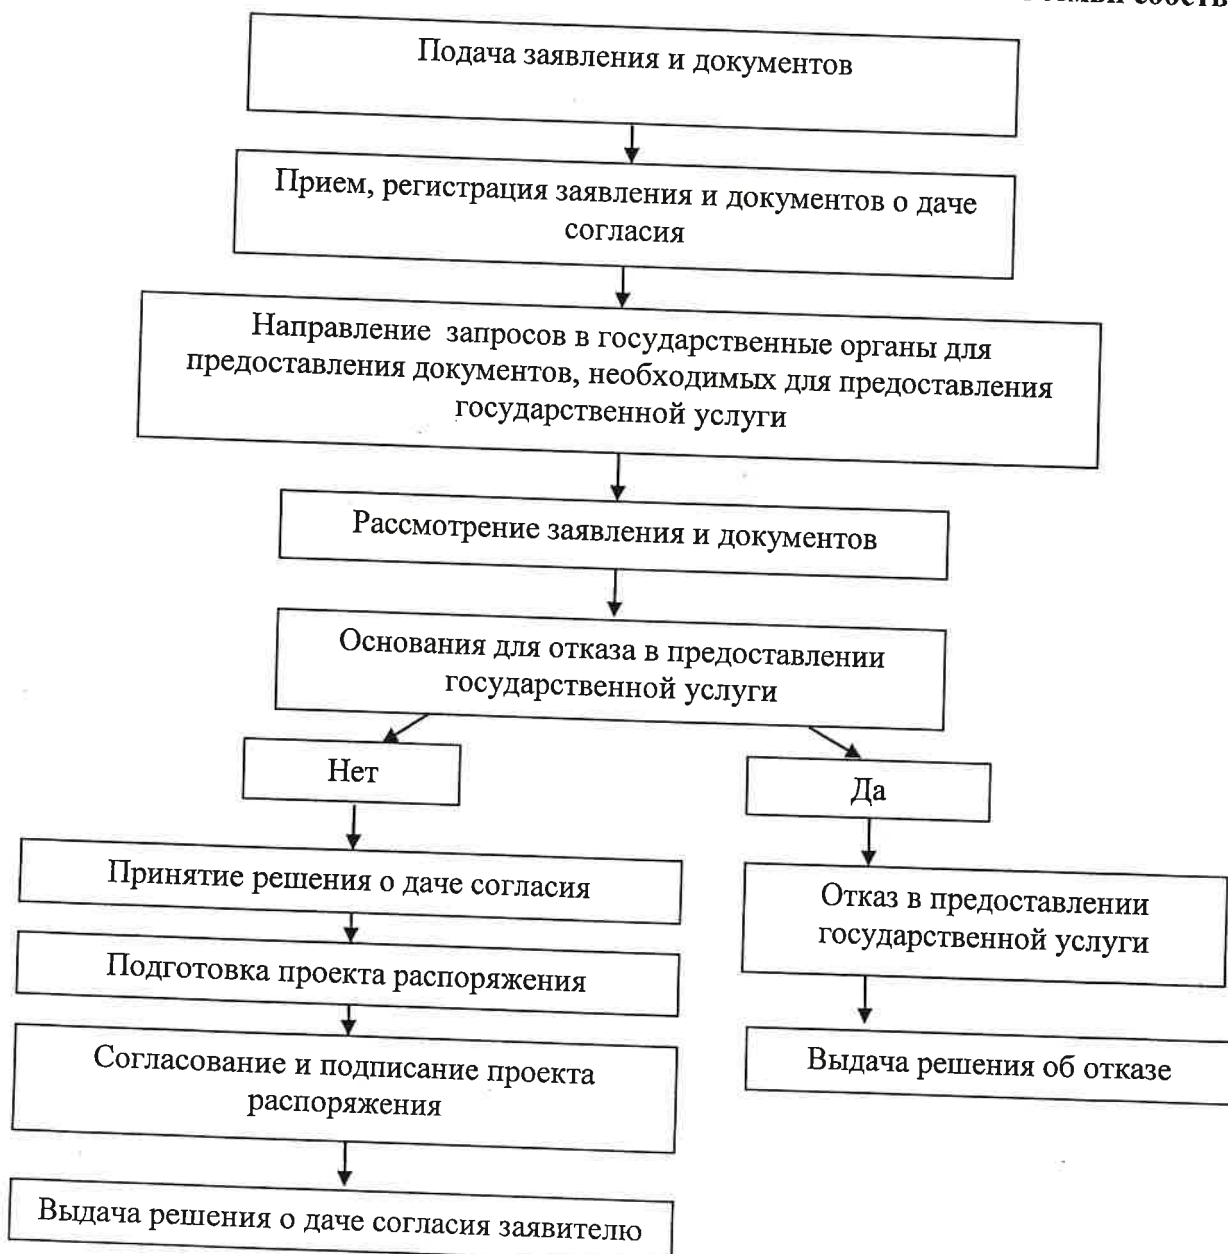 собств
Подача заявления и документов
Прием, регистрация заявления и документов о даче
согласия
Направление запросов в государственные органы для
предоставления документов, необходимых для предоставления
государственной услуги
Рассмотрение заявления и документов
Основания для отказа в предоставлении
государственной услуги
Нет
Да
Принятие решения о даче согласия
Отказ в предоставлении
государственной услуги
Подготовка проекта распоряжения
Согласование и подписание проекта
распоряжения
Выдача решения об отказе
Выдача решения о даче согласия заявителю